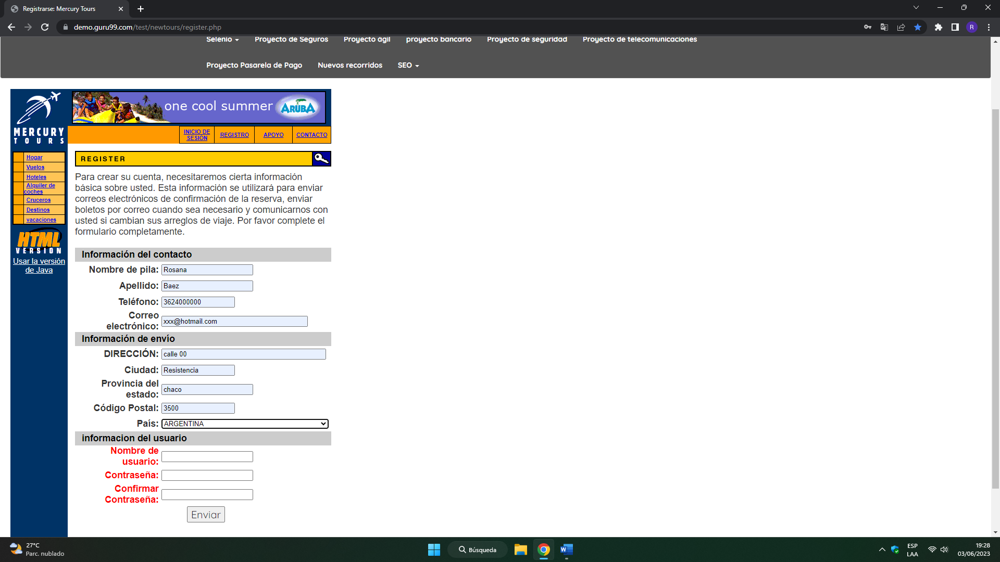 Registrarse: Mercury Tours
demo.guru99.com/test/newtours/register.php
R
Selenio
Proyecto de Seguros
Proyecto ágil
proyecto bancario
Proyecto de seguridad
Proyecto de telecomunicaciones
Proyecto Pasarela de Pago
Nuevos recorridos
SEO
MERCURY
TOURS
one cool summer
ARUBA
INICIO DE
SESIÓN
REGISTRO
APOYO
CONTACTO
Hogar
Vuelos
Hoteles
Alquiler de
coches
Cruceros
Destinos
vacaciones
HTML
VERSION
Usar la versión
de Java
REGISTER
Para crear su cuenta, necesitaremos cierta información
básica sobre usted. Esta información se utilizará para enviar
correos electrónicos de confirmación de la reserva, enviar
boletos por correo cuando sea necesario y comunicarnos con
usted si cambian sus arreglos de viaje. Por favor complete el
formulario completamente.
Información del contacto
Nombre de pila: Rosana
Apellido: Baez
Teléfono: 3624000000
Correo
electrónico: xxx@hotmail.com
Información de envío
DIRECCIÓN: calle 00
Ciudad: Resistencia
Provincia del
estado: chaco
Código Postal: 3500
País: ARGENTINA
informacion del usuario
Nombre de
usuario:
Contraseña:
Confirmar
Contraseña:
Enviar
27°C
Parc. nublado
Búsqueda
W
ESP
LAA
19:28
03/06/2023